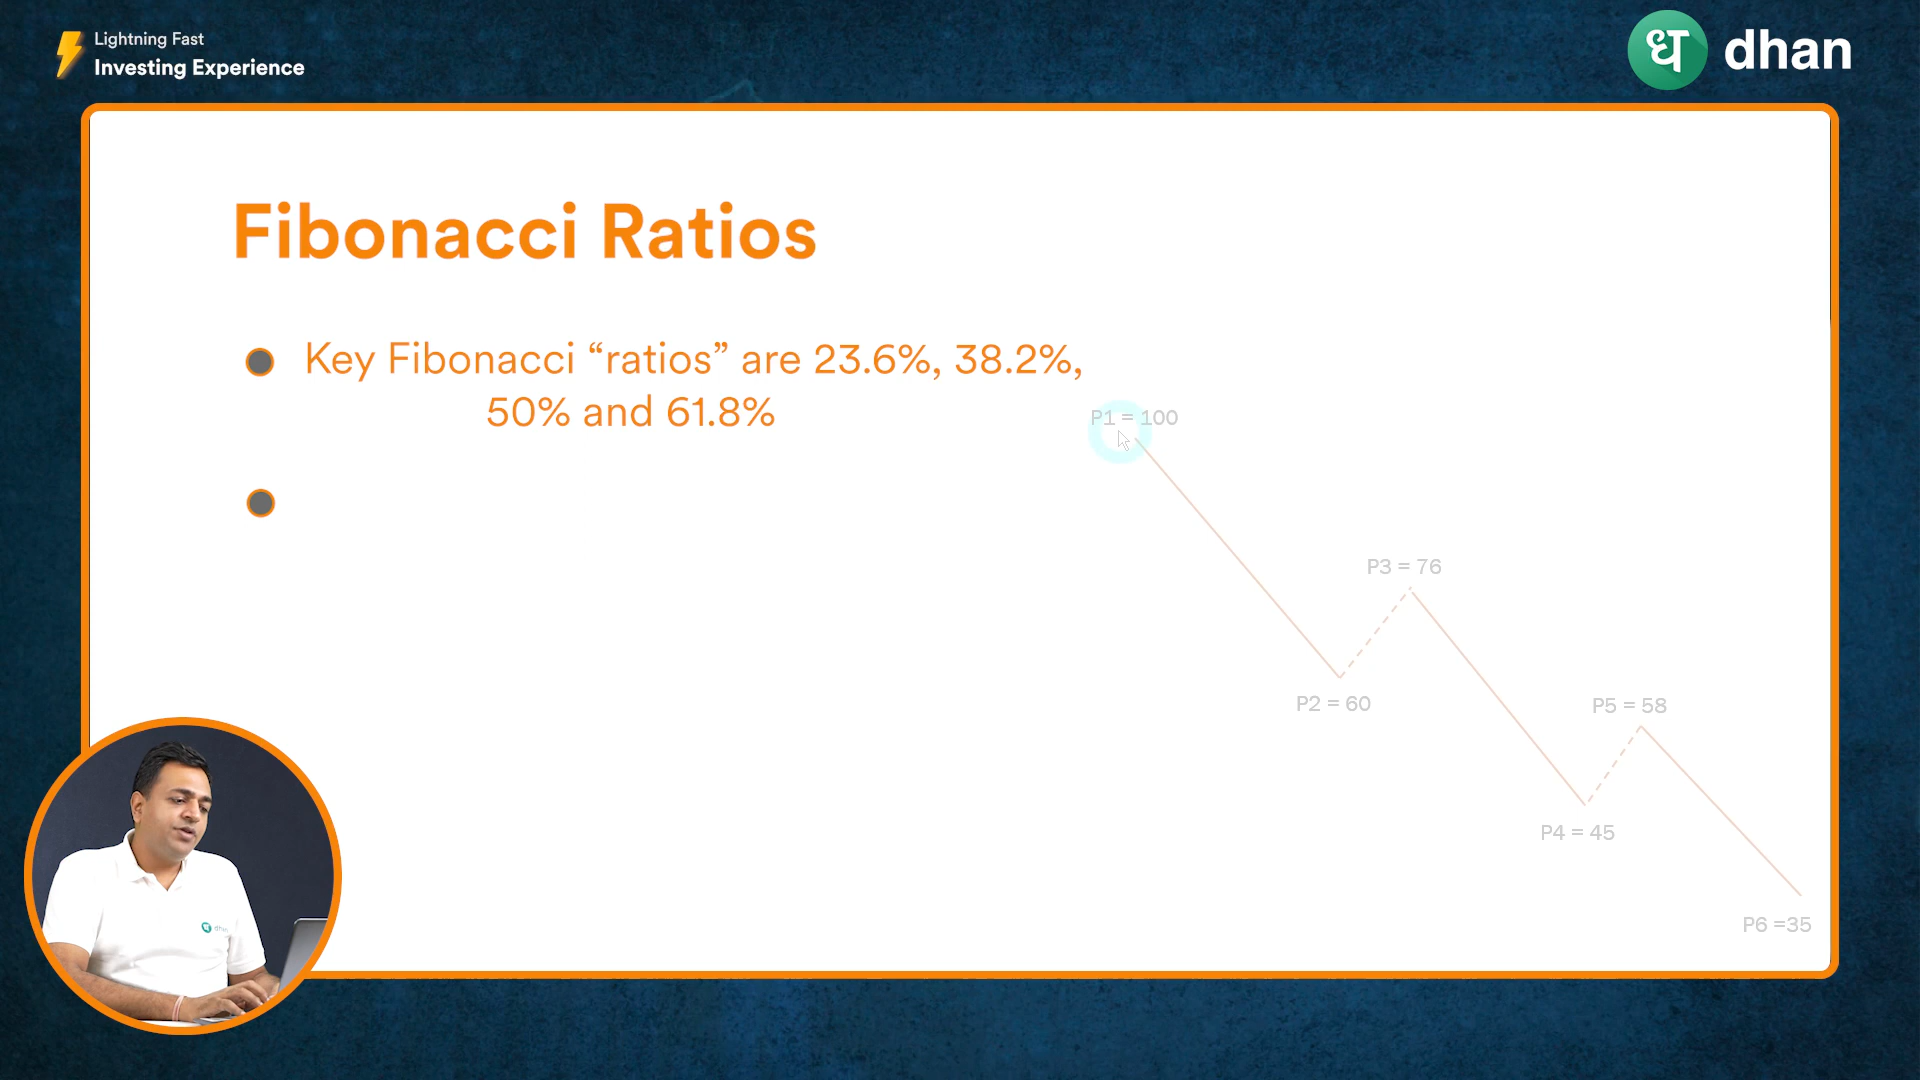 Lightning Fast
Investing Experience
ध dhan
Fibonacci Ratios
Key Fibonacci “ratios” are 23.6%, 38.2%,
50% and 61.8%
P1 = 100
P3 = 76
P2 = 60
P5 = 58
P4 = 45
P6 =35
dhan